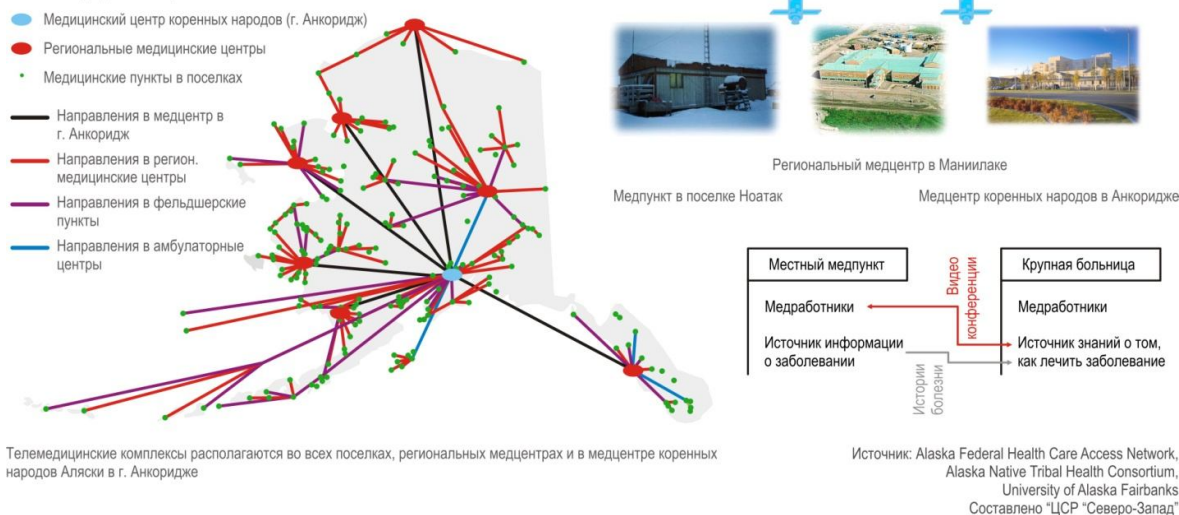 Медицинский центр коренных народов (г. Анкоридж)
Региональные медицинские центры
Медицинские пункты в поселках
Направления в медцентр в
г. Анкоридж
Направления в регион.
медицинские центры
Направления в фельдшерские
пункты
Направления в амбулаторные
центры
Региональный медцентр в Маниилаке
Медпункт в поселке Ноатак
Медцентр коренных народов в Анкоридже
Местный медпункт
Медработники
Источник информации
о заболевании
Видео
конференции
Истории
болезни
Крупная больница
Медработники
Источник знаний о том,
как лечить заболевание
Телемедицинские комплексы располагаются во всех поселках, региональных медцентрах и в медцентре коренных
народов Аляски в г. Анкоридже
Источник: Alaska Federal Health Care Access Network,
Alaska Native Tribal Health Consortium,
University of Alaska Fairbanks
Составлено "ЦСР "Северо-Запад"